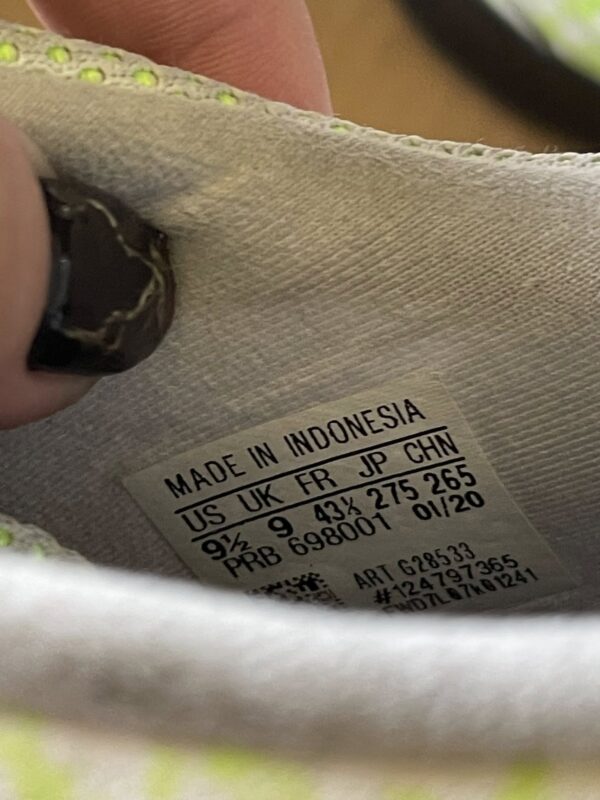 MADE IN INDONESIA
US UK FR JP CHN
9½ 9 43⅓ 275 265
PRB 698001 01/20
ART G28533
#124797365